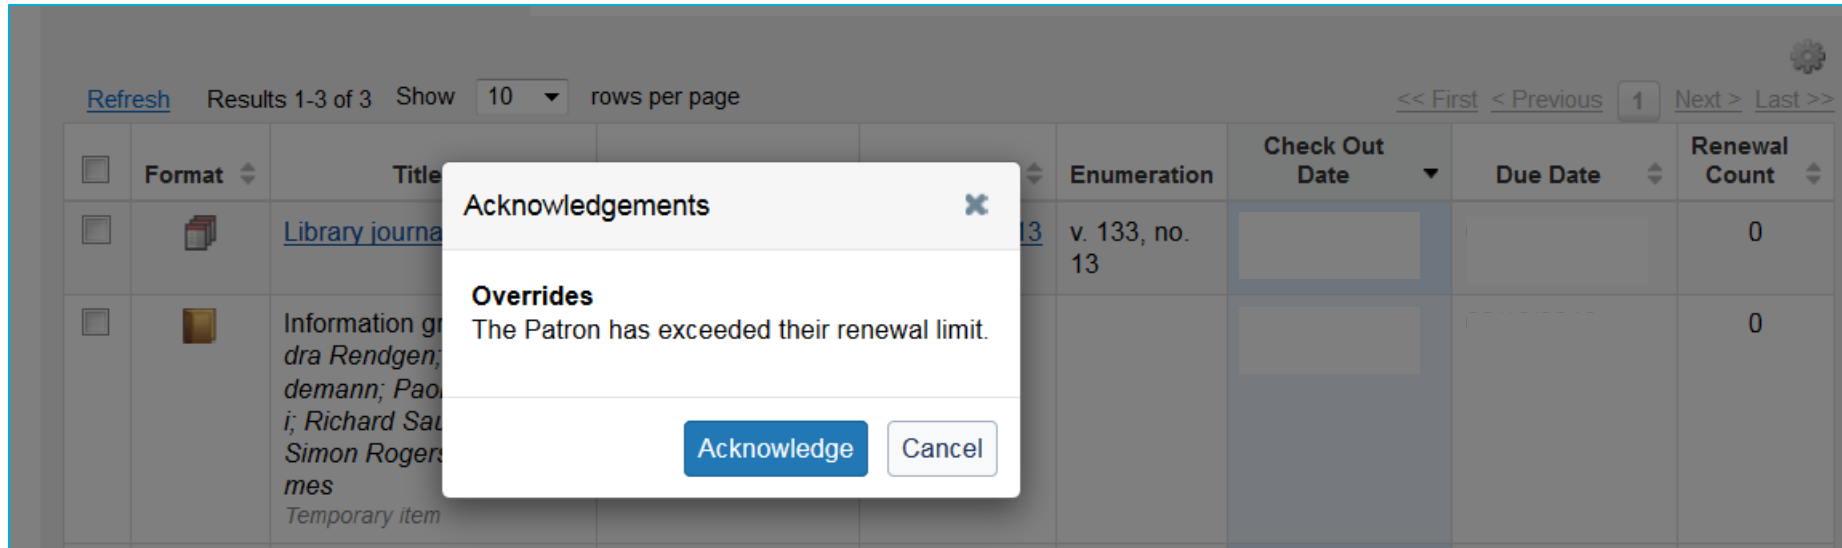 Refresh Results 1-3 of 3 Show 10 rows per page
<< First < Previous 1 Next > Last >>
Format Title Enumeration Check Out Date Due Date Renewal Count
Acknowledgements
Overrides
The Patron has exceeded their renewal limit.
Acknowledge Cancel
Library journa 13 v. 133, no. 0
13
Information gr 0
dra Rendgen;
demann; Pao
i; Richard Sau
Simon Rogers
mes
Temporary item